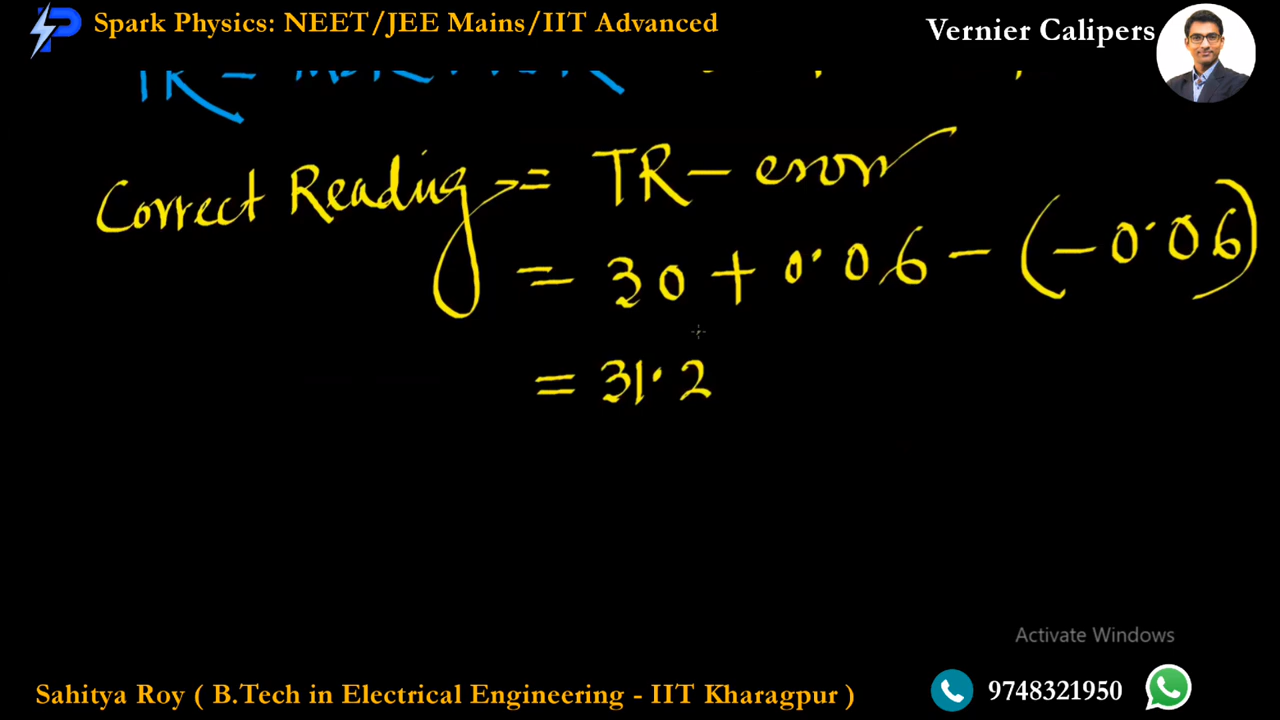 Spark Physics: NEET/JEE Mains/IIT Advanced
Vernier Calipers
Correct Reading = TR - error
= 30 + 0.06 - (-0.06)
= 31.2
Activate Windows
Sahitya Roy ( B.Tech in Electrical Engineering - IIT Kharagpur )
9748321950